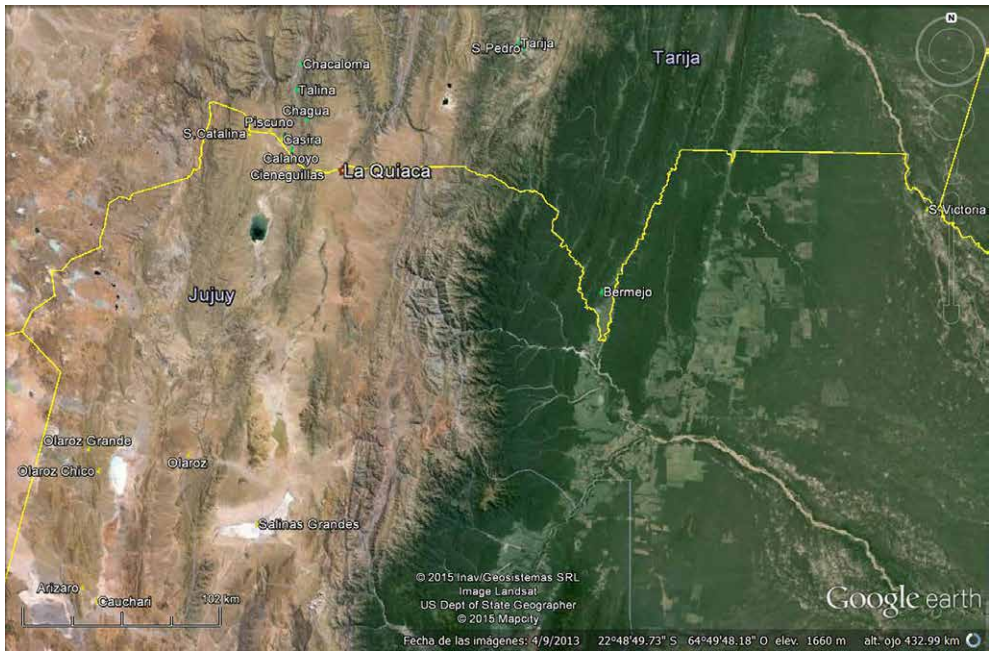 N
S Pedro
Tarija
Tarija
Chacaloma
Talina
Chagua
Piscuno
S.Catalina
Casira
Calahoyo
Cieneguillas
La Quiaca
S Victoria
Jujuy
Bermejo
Olaroz Grande
Olaroz Chico
Olaroz
Salinas Grandes
Arizaro
Cauchari
102 km
© 2015 Inav/Geosistemas SRL
Image Landsat
US Dept of State Geographer
© 2015 Mapcity
Google earth
Fecha de las imágenes: 4/9/2013 22°48'49.73" S 64°49'48.18" O elev. 1660 m alt. ojo 432.99 km